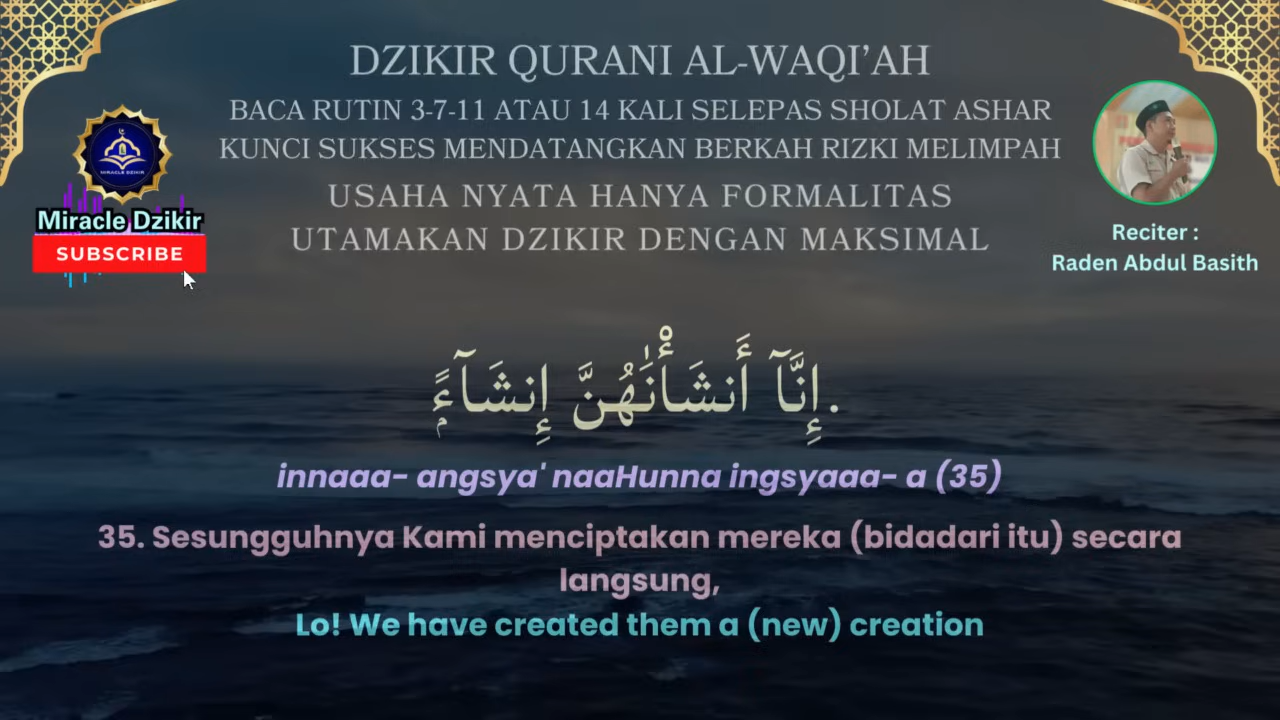 DZIKIR QURANI AL-WAQI'AH
BACA RUTIN 3-7-11 ATAU 14 KALI SELEPAS SHOLAT ASHAR
KUNCI SUKSES MENDATANGKAN BERKAH RIZKI MELIMPAH
USAHA NYATA HANYA FORMALITAS
UTAMAKAN DZIKIR DENGAN MAKSIMAL
MIRACLE DZIKIR
Miracle Dzikir
SUBSCRIBE
Reciter :
Raden Abdul Basith
.إِنَّآ أَنشَأْنَٰهُنَّ إِنشَآءًۭ
innaaa- angsya' naaHunna ingsyaaa- a (35)
35. Sesungguhnya Kami menciptakan mereka (bidadari itu) secara
langsung,
Lo! We have created them a (new) creation